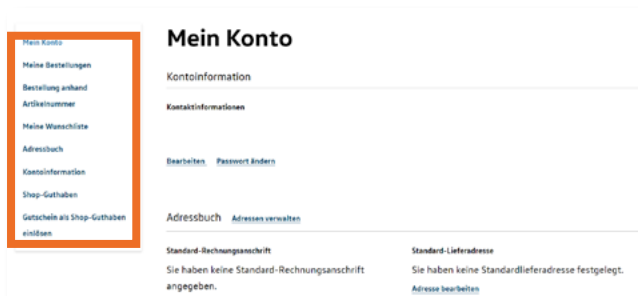 Mein Konto
Meine Bestellungen
Bestellung anhand
Artikelnummer
Meine Wunschliste
Adressbuch
Kontoinformation
Shop-Guthaben
Gutschein als Shop-Guthaben
einlösen
Mein Konto
Kontoinformation
Kontaktinformationen
Bearbeiten Passwort ändern
Adressbuch Adressen verwalten
Standard-Rechnungsanschrift
Sie haben keine Standard-Rechnungsanschrift
angegeben.
Standard-Lieferadresse
Sie haben keine Standardlieferadresse festgelegt.
Adresse bearbeiten